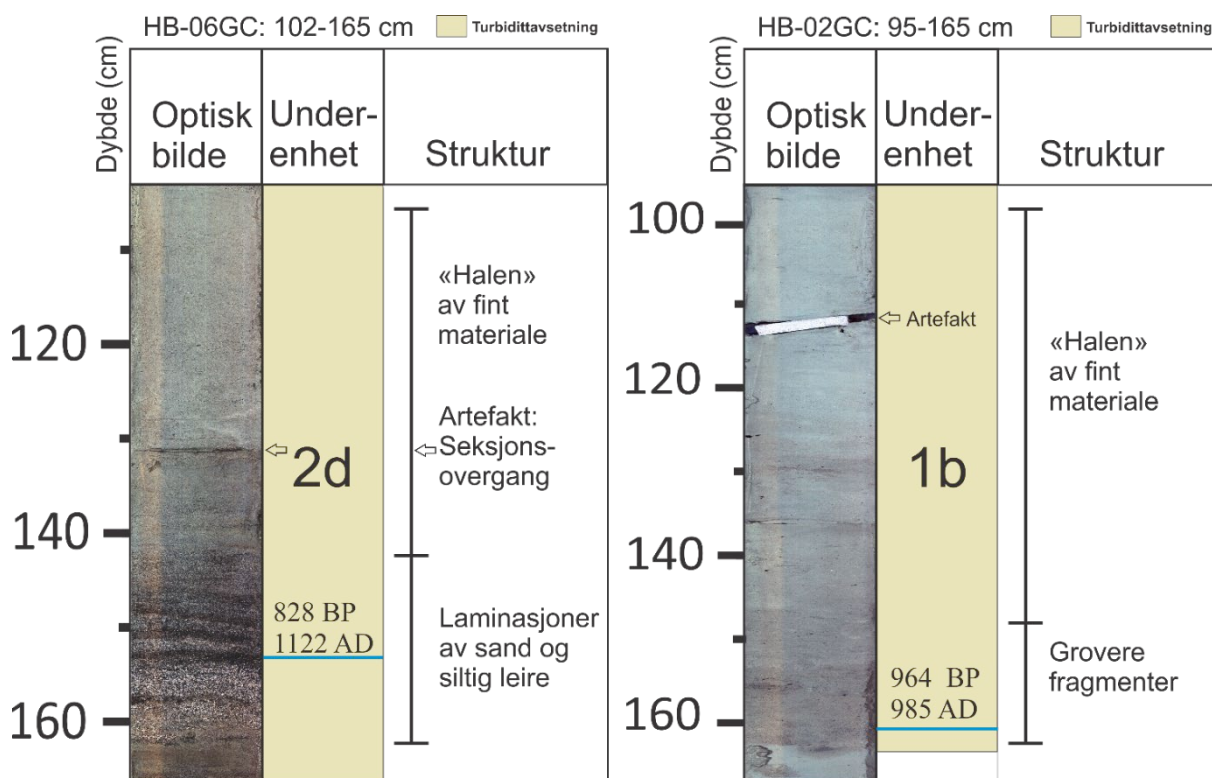 HB-06GC: 102-165 cm
Turbidittavsetning
Dybde (cm)
Optisk
bilde
Under-
enhet
Struktur
120
140
160
2d
828 BP
1122 AD
«Halen»
av fint
materiale
Artefakt:
Seksjons-
overgang
Laminasjoner
av sand og
siltig leire
HB-02GC: 95-165 cm
Turbidittavsetning
Dybde (cm)
Optisk
bilde
Under-
enhet
Struktur
100
120
140
160
Artefakt
1b
964 BP
985 AD
«Halen»
av fint
materiale
Grovere
fragmenter